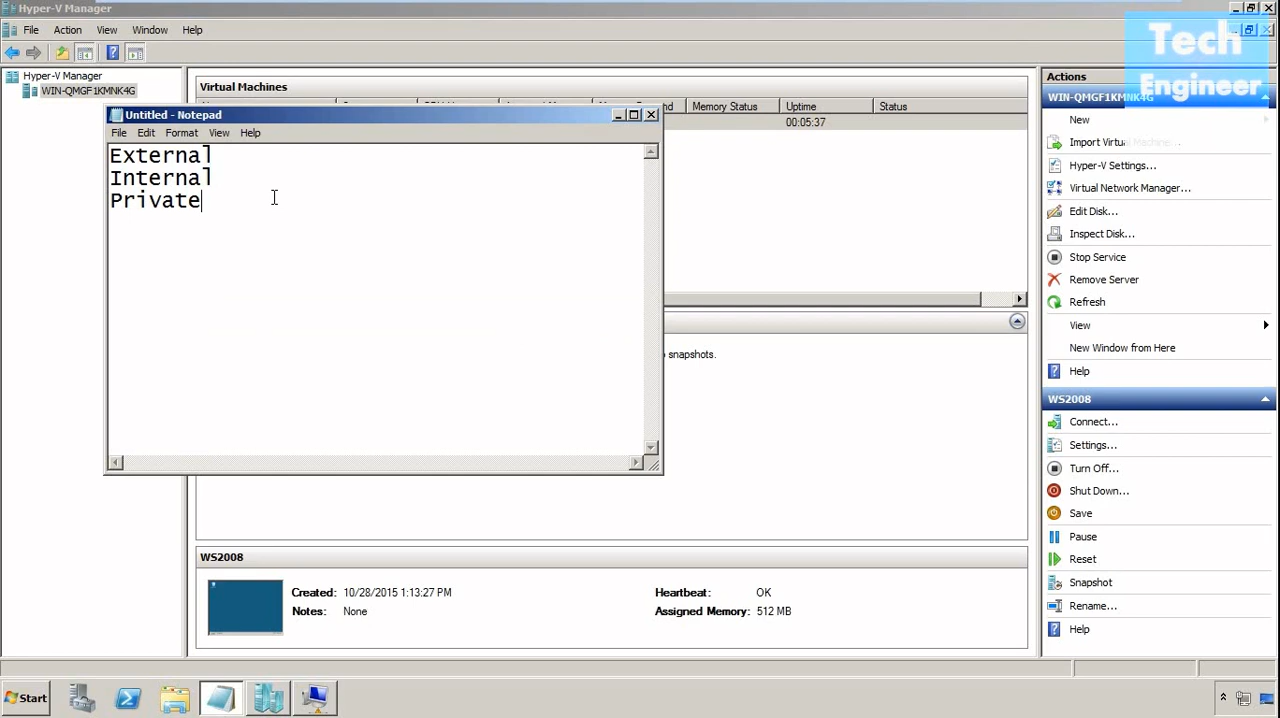 Hyper-V Manager
File Action View Window Help
Tech
Engineer
Hyper-V Manager
WIN-QMGF1KMNK4G
Virtual Machines
Memory Status Uptime Status
00:05:37
Untitled - Notepad
File Edit Format View Help
External
Internal
Private
snapshots.
WS2008
Created: 10/28/2015 1:13:27 PM
Notes: None
Heartbeat: OK
Assigned Memory: 512 MB
Actions
WIN-QMGF1KMNK4G
New
Import Virtual Machine...
Hyper-V Settings...
Virtual Network Manager...
Edit Disk...
Inspect Disk...
Stop Service
Remove Server
Refresh
View
New Window from Here
Help
WS2008
Connect...
Settings...
Turn Off...
Shut Down...
Save
Pause
Reset
Snapshot
Rename...
Help
Start